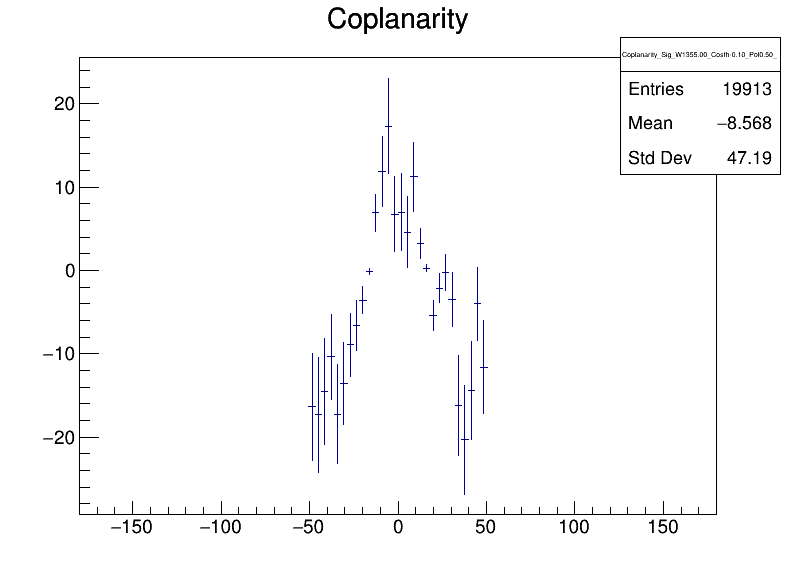 Coplanarity
Coplanarity_Sig_W1355.00_Costh-0.10_Pol0.50_
Entries 19913
Mean −8.568
Std Dev 47.19
20
10
0
−10
−20
−150 −100 −50 0 50 100 150